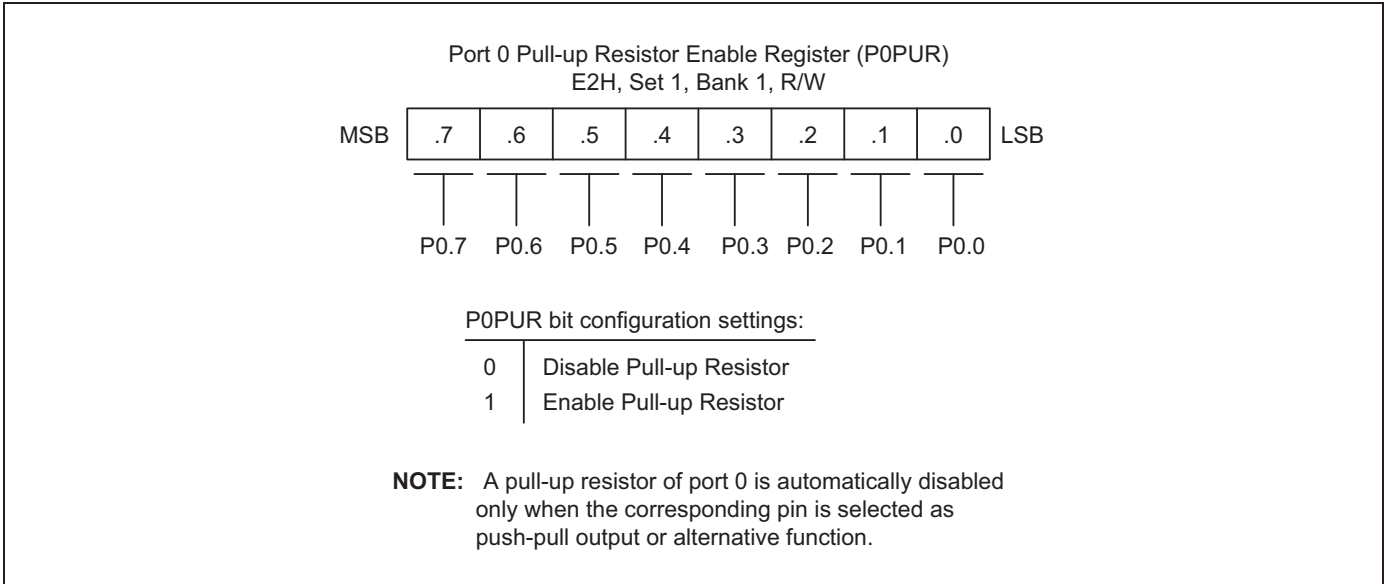 Port 0 Pull-up Resistor Enable Register (P0PUR)
E2H, Set 1, Bank 1, R/W
MSB .7 .6 .5 .4 .3 .2 .1 .0 LSB
P0.7 P0.6 P0.5 P0.4 P0.3 P0.2 P0.1 P0.0
P0PUR bit configuration settings:
0 Disable Pull-up Resistor
1 Enable Pull-up Resistor
NOTE: A pull-up resistor of port 0 is automatically disabled
only when the corresponding pin is selected as
push-pull output or alternative function.